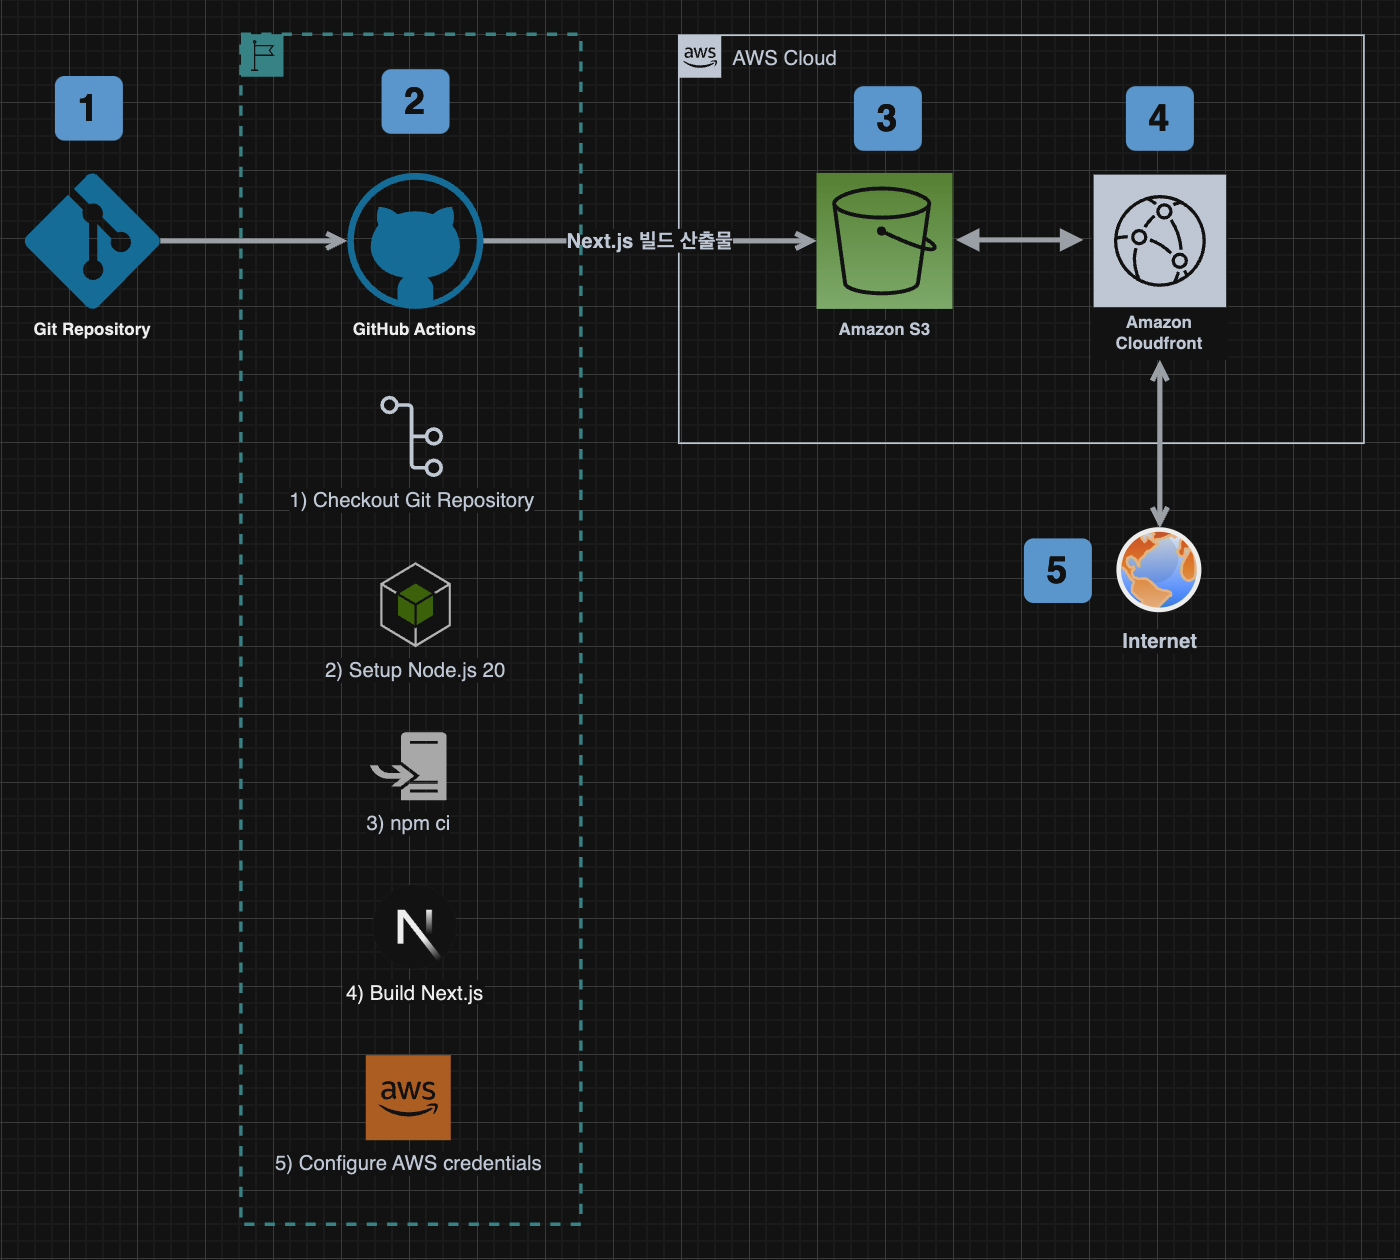 1
2
aws
AWS Cloud
3
4
Next.js 빌드 산출물
Git Repository
GitHub Actions
Amazon S3
Amazon
Cloudfront
1) Checkout Git Repository
5
Internet
2) Setup Node.js 20
3) npm ci
N
4) Build Next.js
aws
5) Configure AWS credentials